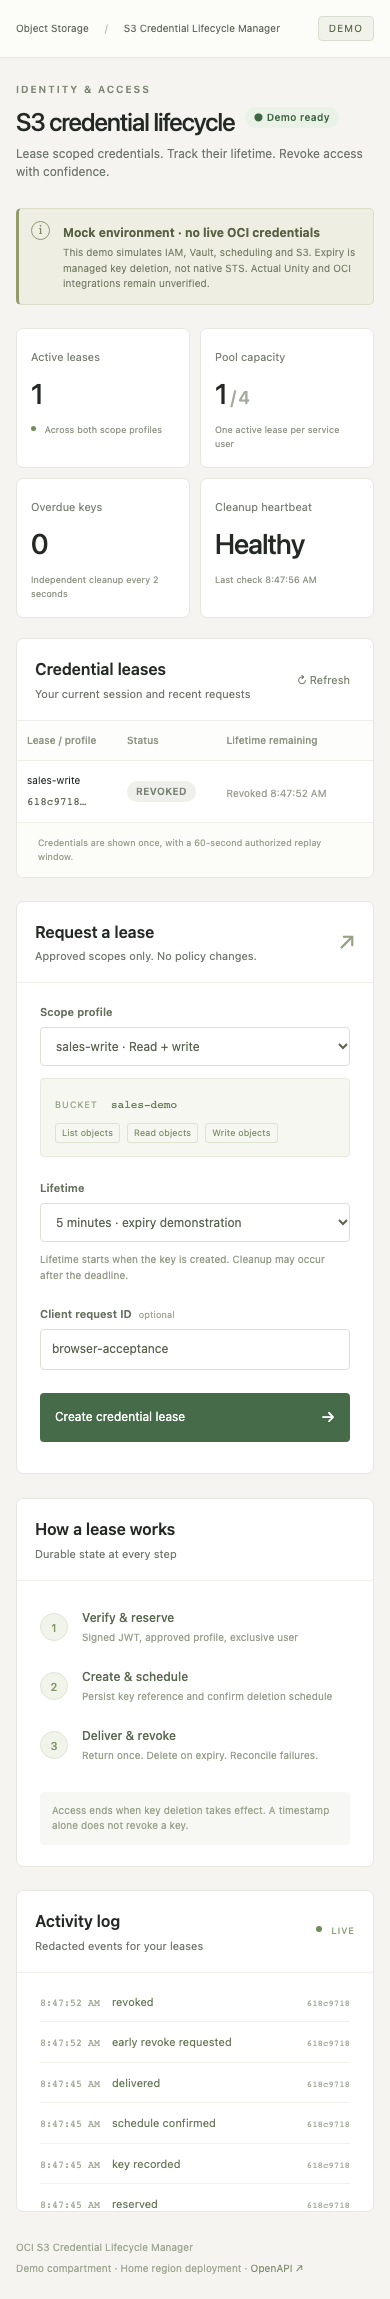 Object Storage / S3 Credential Lifecycle Manager DEMO
IDENTITY & ACCESS
S3 credential lifecycle Demo ready
Lease scoped credentials. Track their lifetime. Revoke access
with confidence.
i Mock environment · no live OCI credentials
This demo simulates IAM, Vault, scheduling and S3. Expiry is
managed key deletion, not native STS. Actual Unity and OCI
integrations remain unverified.
Active leases
1
Across both scope profiles
Pool capacity
1/4
One active lease per service
user
Overdue keys
0
Independent cleanup every 2
seconds
Cleanup heartbeat
Healthy
Last check 8:47:56 AM
Credential leases
Your current session and recent requests
↻ Refresh
Lease / profile Status Lifetime remaining
sales-write
618c9718…
REVOKED
Revoked 8:47:52 AM
Credentials are shown once, with a 60-second authorized replay
window.
Request a lease
Approved scopes only. No policy changes.
Scope profile
sales-write · Read + write
BUCKET sales-demo
List objects Read objects Write objects
Lifetime
5 minutes · expiry demonstration
Lifetime starts when the key is created. Cleanup may occur
after the deadline.
Client request ID optional
browser-acceptance
Create credential lease →
How a lease works
Durable state at every step
1 Verify & reserve
Signed JWT, approved profile, exclusive user
2 Create & schedule
Persist key reference and confirm deletion schedule
3 Deliver & revoke
Return once. Delete on expiry. Reconcile failures.
Access ends when key deletion takes effect. A timestamp
alone does not revoke a key.
Activity log
Redacted events for your leases
LIVE
8:47:52 AM revoked 618c9718
8:47:52 AM early revoke requested 618c9718
8:47:45 AM delivered 618c9718
8:47:45 AM schedule confirmed 618c9718
8:47:45 AM key recorded 618c9718
8:47:45 AM reserved 618c9718
OCI S3 Credential Lifecycle Manager
Demo compartment · Home region deployment · OpenAPI ↗